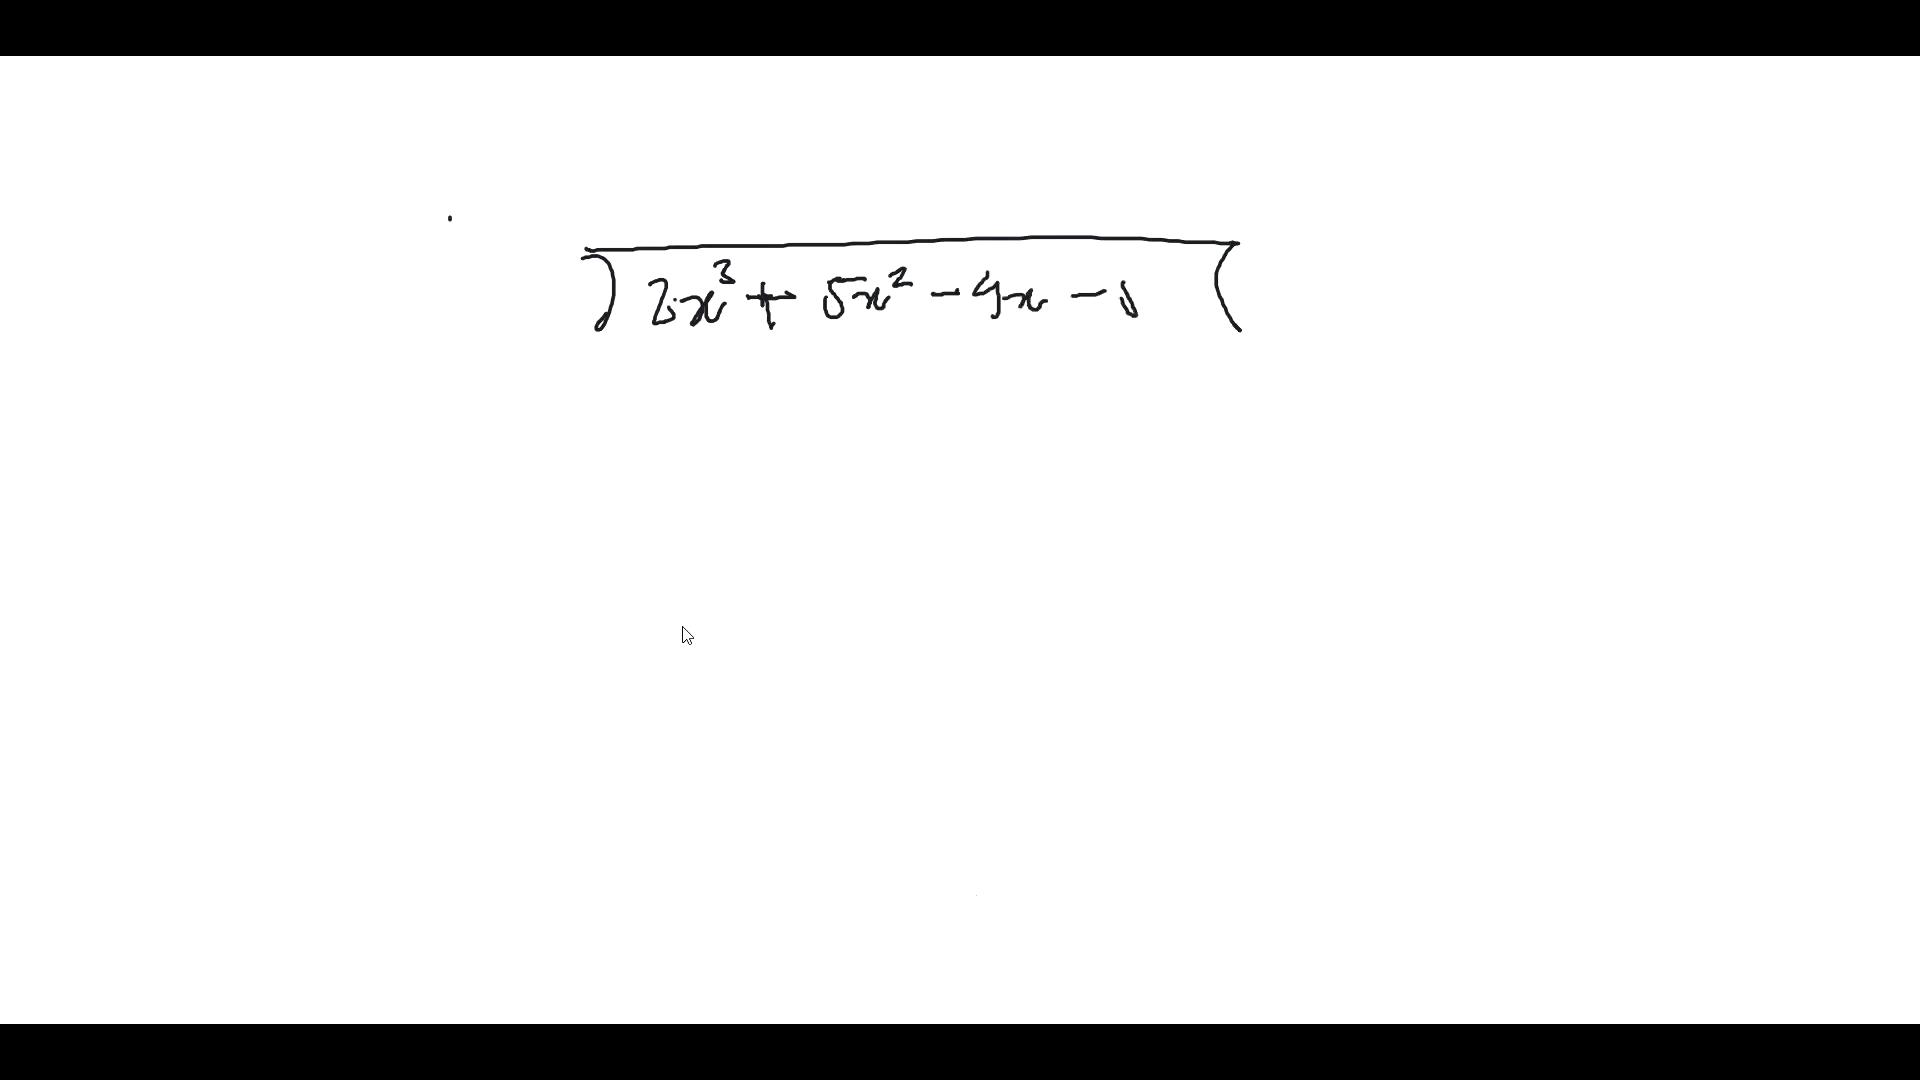 ) 2x³ + 5x² - 4x - 1 (